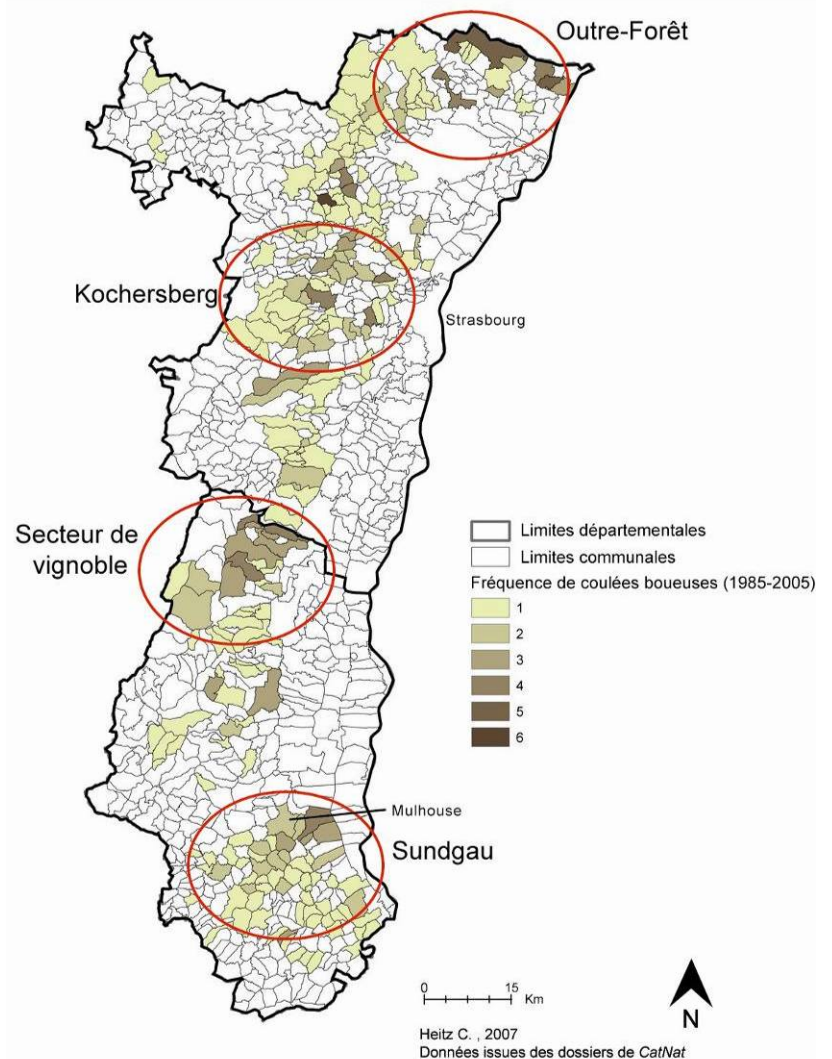 Outre-Forêt
Kochersberg
Strasbourg
Secteur de
vignoble
Limites départementales
Limites communales
Fréquence de coulées boueuses (1985-2005)
1
2
3
4
5
6
Mulhouse
Sundgau
0 15
Km
N
Heitz C. , 2007
Données issues des dossiers de CatNat